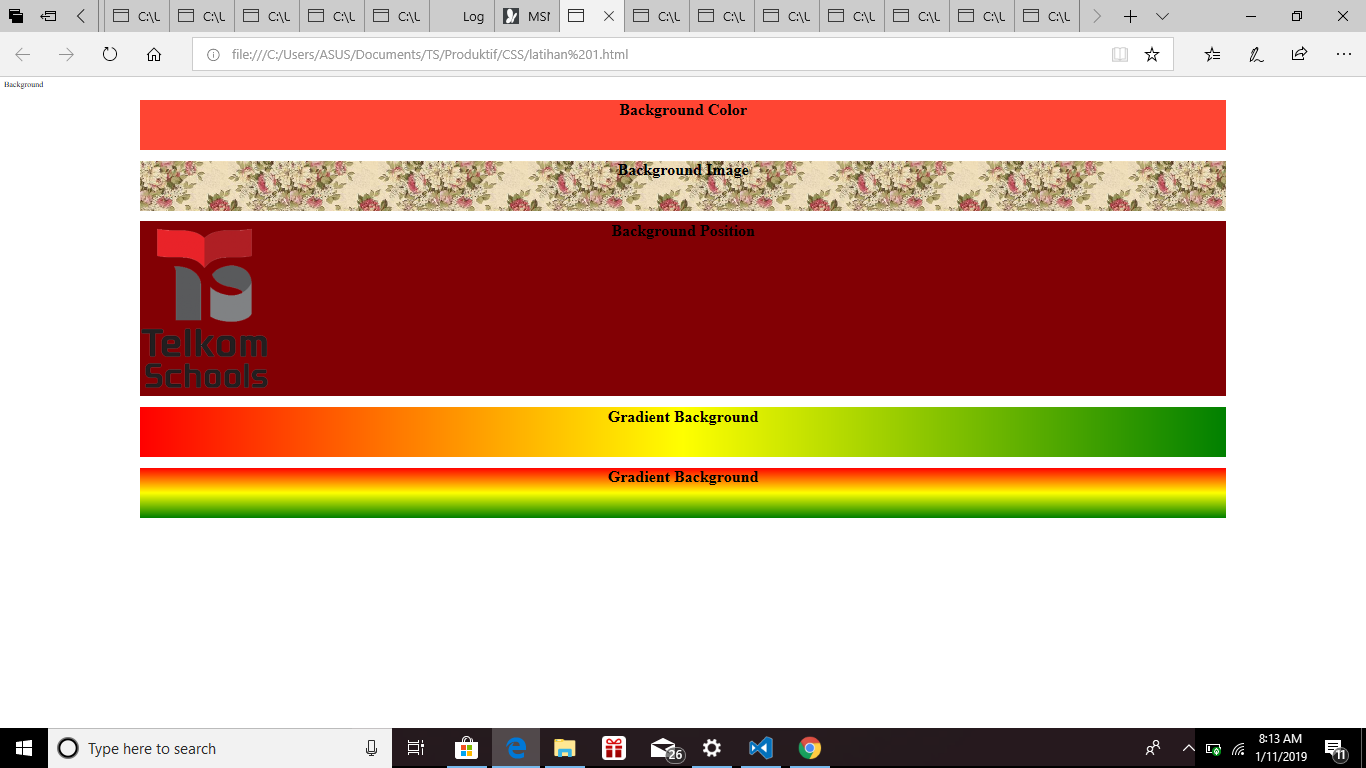 C:\U C:\U C:\U C:\U C:\U Log MSN C:\U C:\U C:\U C:\U C:\U C:\U C:\U
file:///C:/Users/ASUS/Documents/TS/Produktif/CSS/latihan%201.html
Background
Background Color
Background Image
Background Position
Telkom
Schools
Gradient Background
Gradient Background
Type here to search
26
8:13 AM
1/11/2019
11